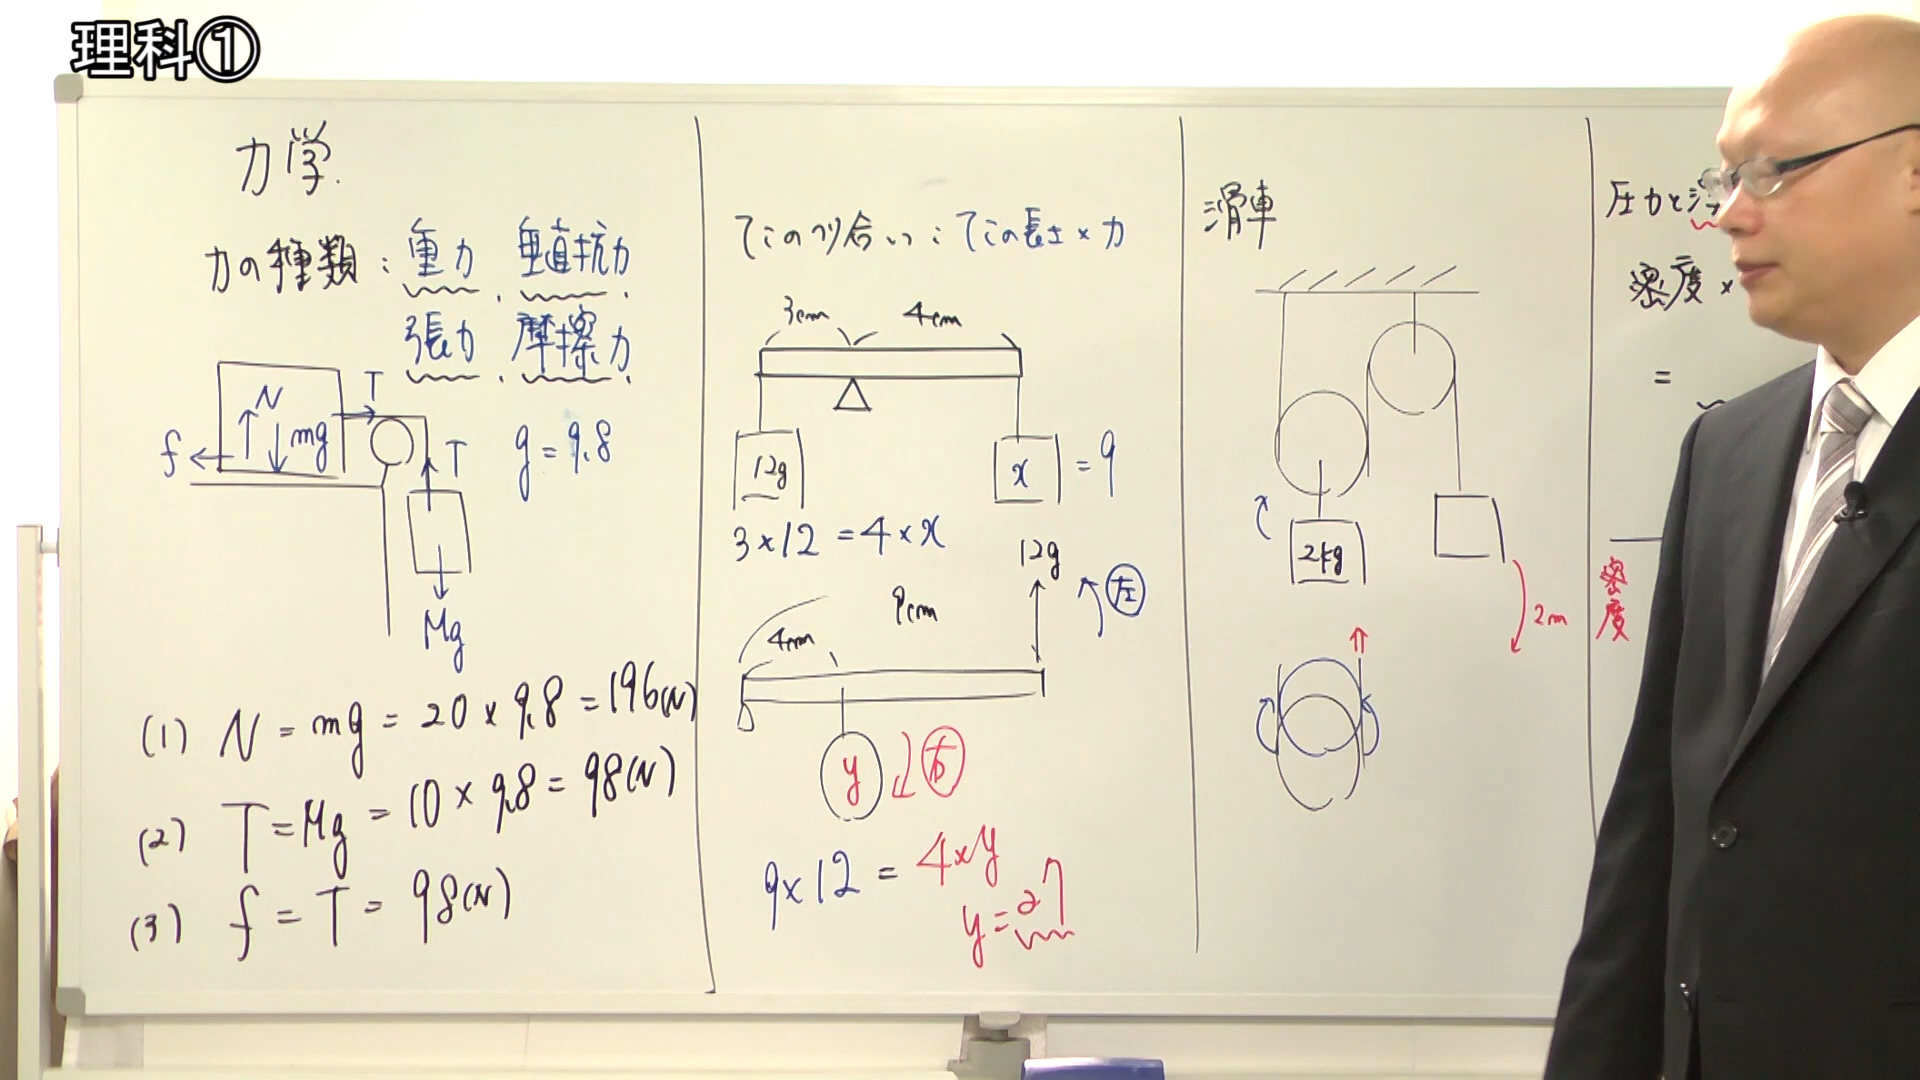 理科①
力学.
力の種類:重力、垂直抗力、
張力、摩擦力、
N
T
f
mg
T
g=9.8
Mg
(1) N = mg = 20 × 9.8 = 196(N)
(2) T = Mg = 10 × 9.8 = 98(N)
(3) f = T = 98(N)
てこのつり合い:てこの長さ×力
3cm 4cm
12g x = 9
3×12 = 4×x
12g
左
9cm
4cm
y 右
9×12 = 4×y
y=27
滑車
2kg
2m
圧力と浮
密度×
=
密度